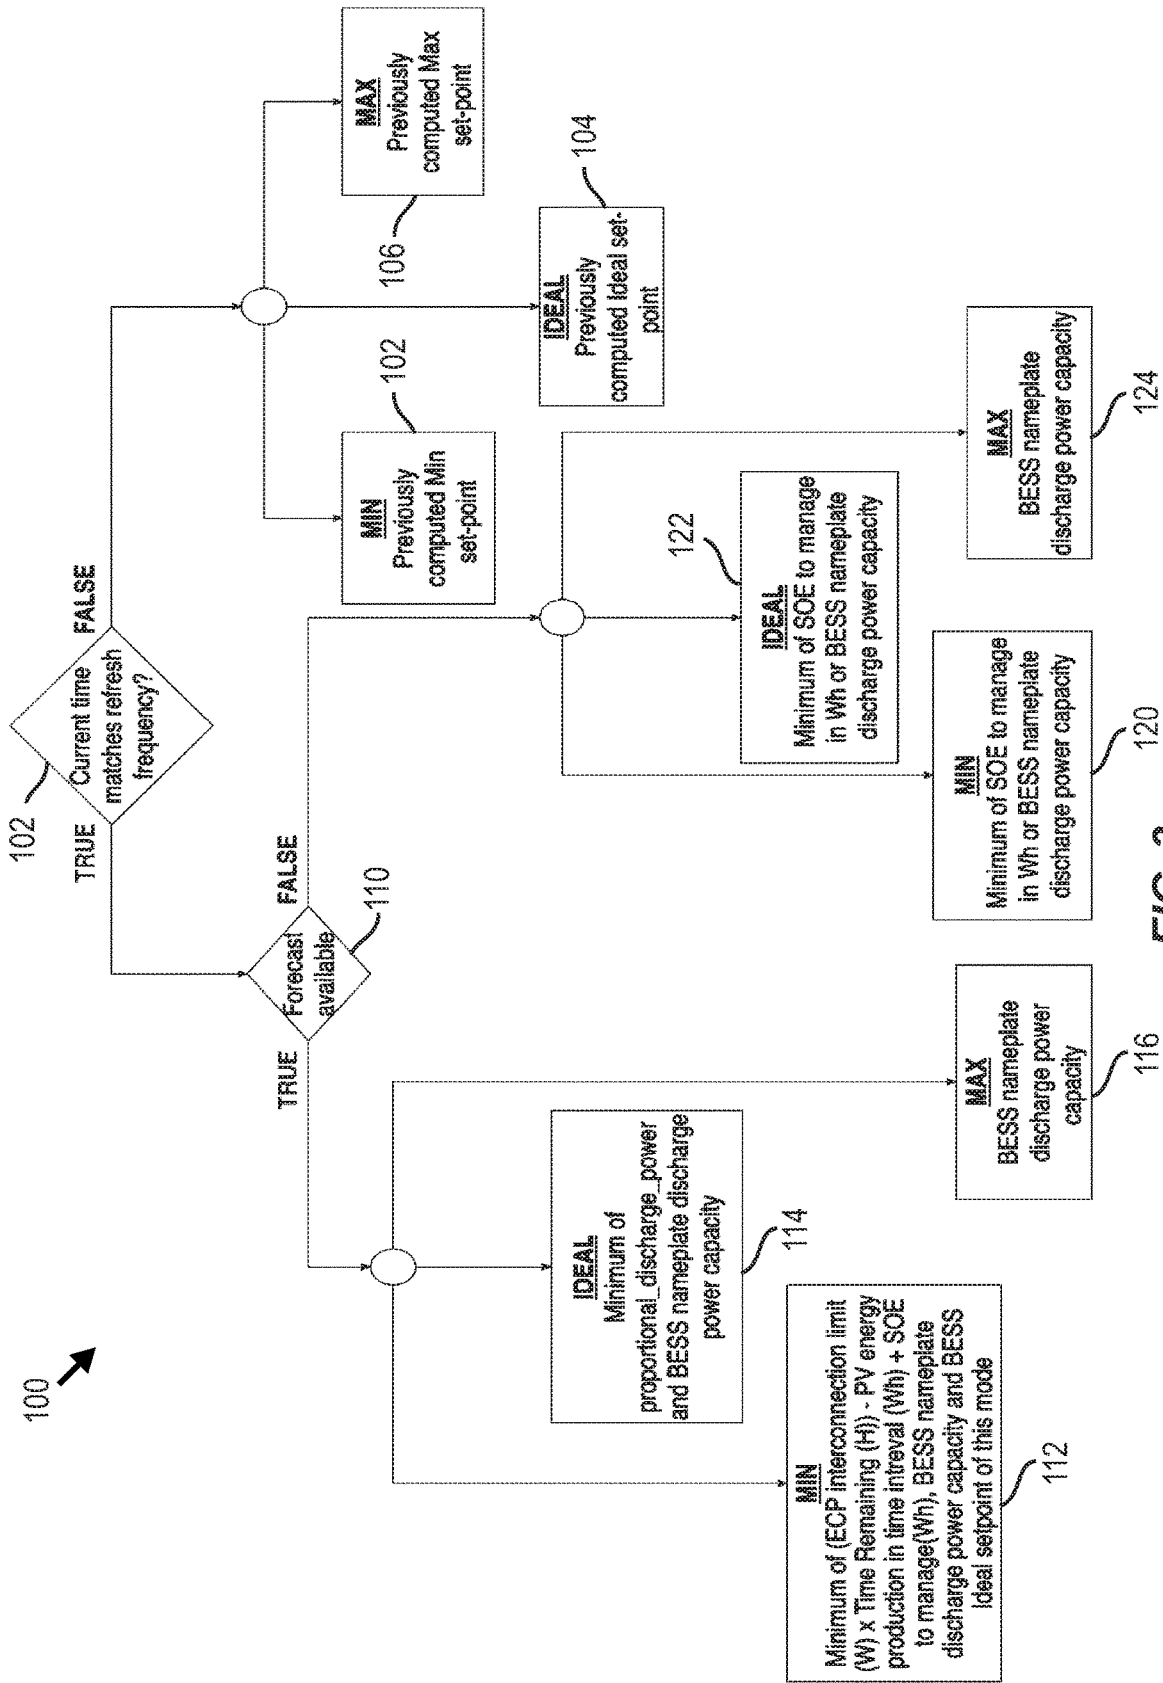 100
102
Current time
matches refresh
frequency?
TRUE
FALSE
MIN
Previously
computed Min
set-point
102
IDEAL
Previously
computed Ideal set-
point
104
MAX
Previously
computed Max
set-point
106
Forecast
available
110
TRUE
FALSE
MIN
Minimum of (ECP interconnection limit
(W) x Time Remaining (H)) - PV energy
production in time intreval (Wh) + SOE
to manage(Wh), BESS nameplate
discharge power capacity and BESS
Ideal setpoint of this mode
112
IDEAL
Minimum of
proportional_discharge_power
and BESS nameplate discharge
power capacity
114
MAX
BESS nameplate
discharge power
capacity
116
MIN
Minimum of SOE to manage
in Wh or BESS nameplate
discharge power capacity
120
IDEAL
Minimum of SOE to manage
in Wh or BESS nameplate
discharge power capacity
122
MAX
BESS nameplate
discharge power capacity
124